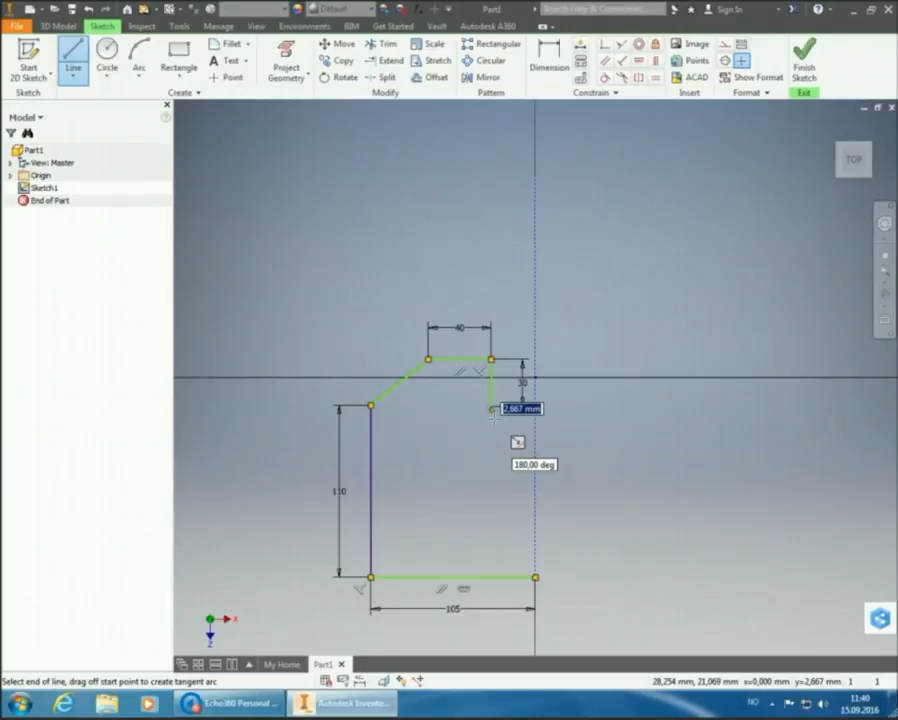 Default
Part1
Search Help & Commands...
Sign In
File
3D Model
Sketch
Inspect
Tools
Manage
View
Environments
BIM
Get Started
Vault
Autodesk A360
Start
2D Sketch
Line
Circle
Arc
Rectangle
Fillet
Text
Point
Project
Geometry
Move
Copy
Rotate
Trim
Extend
Split
Scale
Stretch
Offset
Rectangular
Circular
Mirror
Dimension
Image
Points
ACAD
Show Format
Finish
Sketch
Sketch
Create
Modify
Pattern
Constrain
Insert
Format
Exit
Model
Part1
View: Master
Origin
Sketch1
End of Part
TOP
40
30
2,667 mm
180,00 deg
110
105
X
Z
My Home
Part1
Select end of line, drag off start point to create tangent arc
28,254 mm, 21,069 mm x=0,000 mm y=2,667 mm
1
1
Echo360 Personal ...
Autodesk Invento...
NO
11:40
15.09.2016